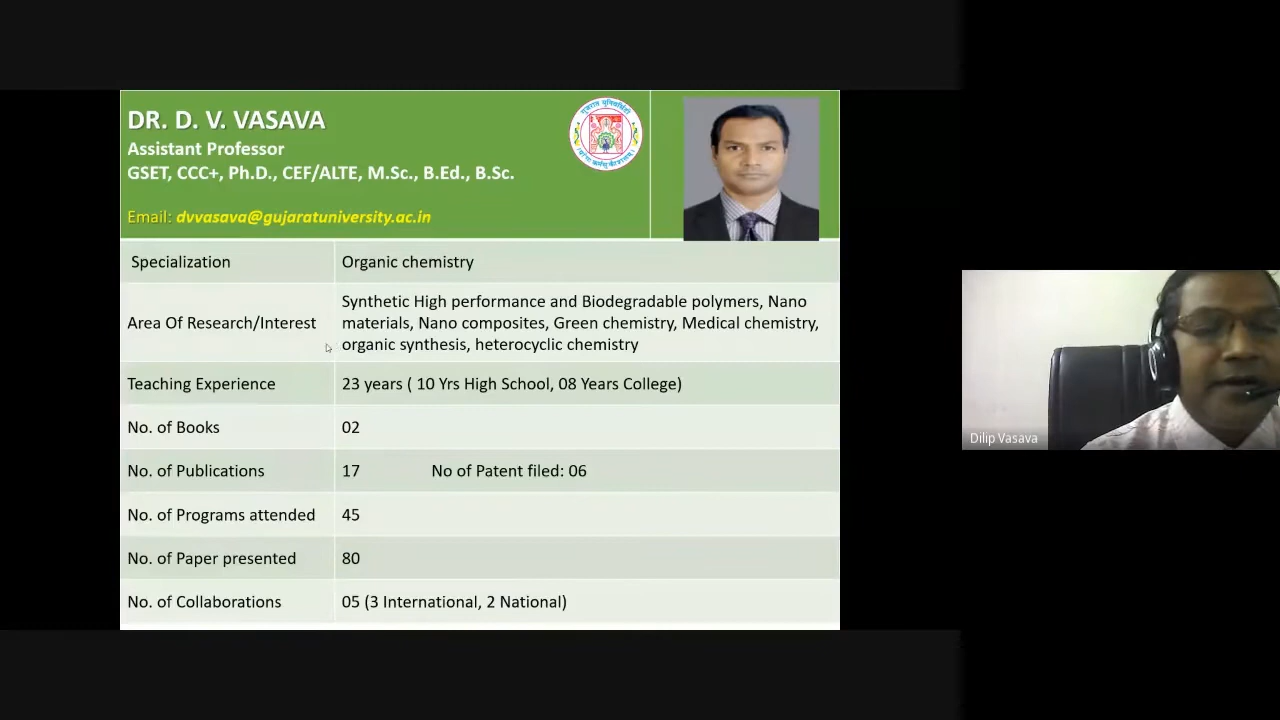 DR. D. V. VASAVA
Assistant Professor
GSET, CCC+, Ph.D., CEF/ALTE, M.Sc., B.Ed., B.Sc.
Email: dvvasava@gujaratuniversity.ac.in
Specialization
Organic chemistry
Area Of Research/Interest
Synthetic High performance and Biodegradable polymers, Nano
materials, Nano composites, Green chemistry, Medical chemistry,
organic synthesis, heterocyclic chemistry
Teaching Experience
23 years ( 10 Yrs High School, 08 Years College)
No. of Books
02
No. of Publications
17 No of Patent filed: 06
No. of Programs attended
45
No. of Paper presented
80
No. of Collaborations
05 (3 International, 2 National)
Dilip Vasava